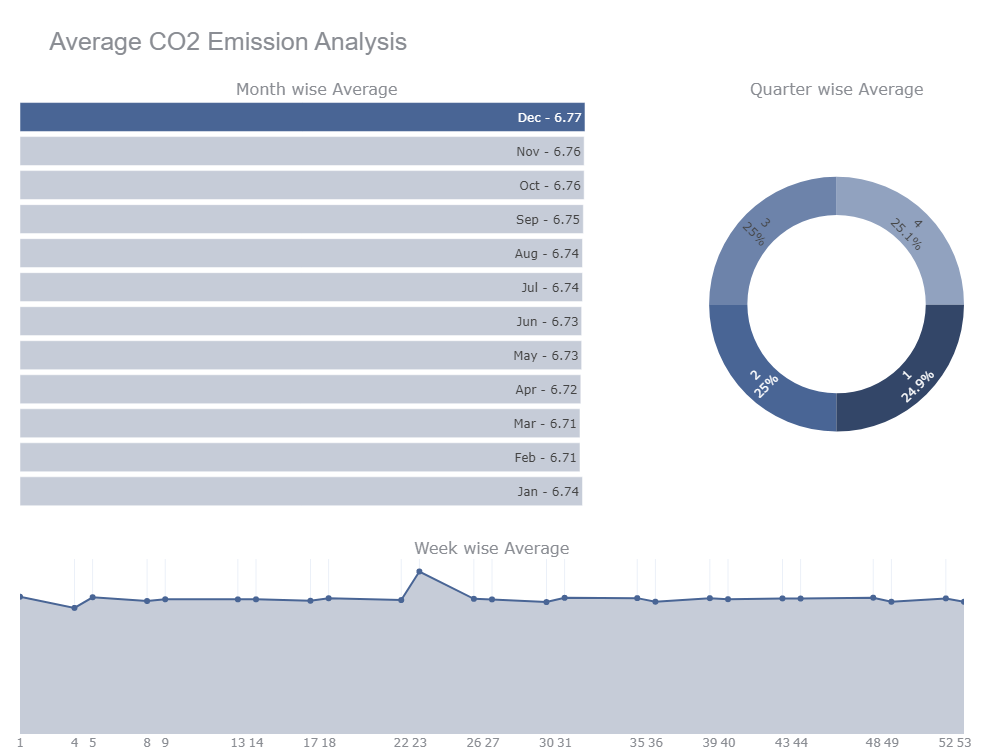 Average CO2 Emission Analysis
Month wise Average
Quarter wise Average
Dec - 6.77
Nov - 6.76
Oct - 6.76
Sep - 6.75
Aug - 6.74
Jul - 6.74
Jun - 6.73
May - 6.73
Apr - 6.72
Mar - 6.71
Feb - 6.71
Jan - 6.74
3
25%
4
25.1%
2
25%
1
24.9%
Week wise Average
1 4 5 8 9 13 14 17 18 22 23 26 27 30 31 35 36 39 40 43 44 48 49 52 53